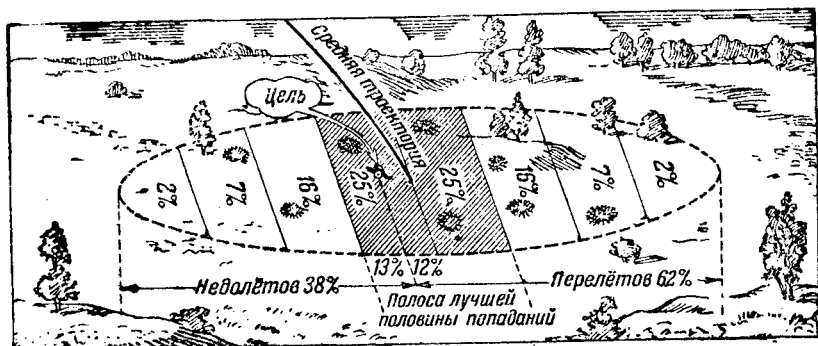 Средняя траектория
Цель
2%
7%
16%
25%
25%
16%
7%
2%
13% 12%
Недолётов 38%
Перелётов 62%
Полоса лучшей
половины попаданий